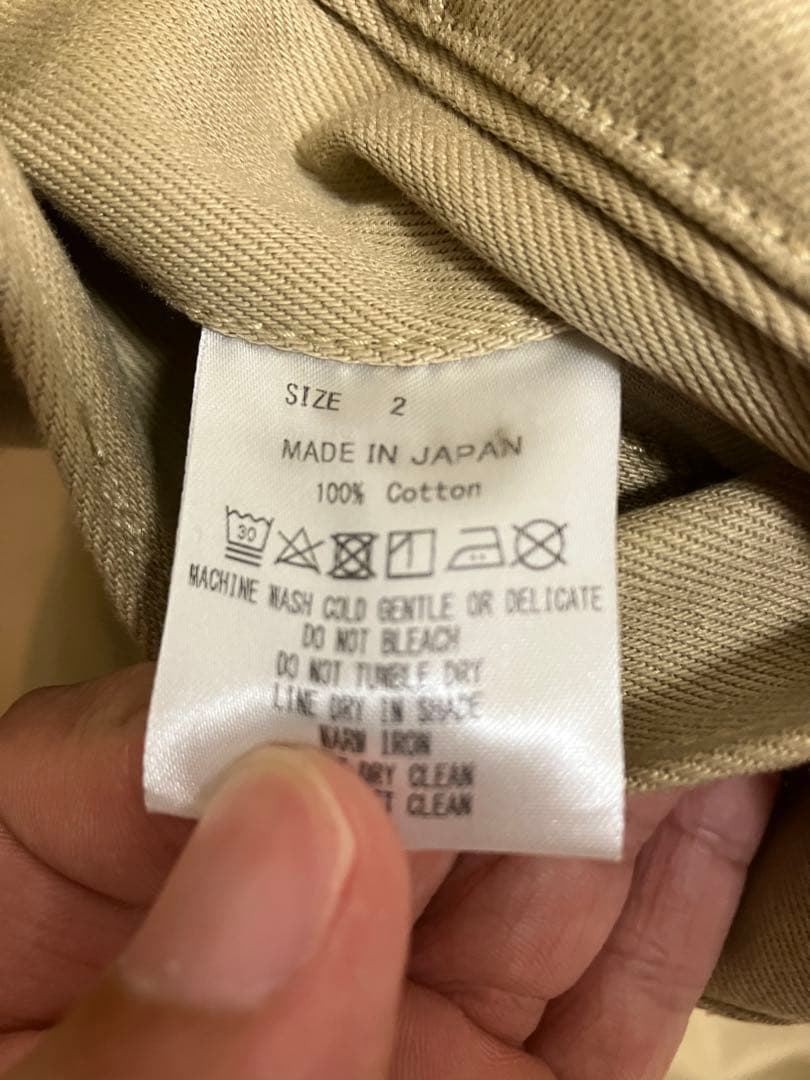 SIZE 2
MADE IN JAPAN
100% Cotton
30
MACHINE WASH COLD GENTLE OR DELICATE
DO NOT BLEACH
DO NOT TUMBLE DRY
LINE DRY IN SHADE
WARM IRON
DRY CLEAN
CLEAN